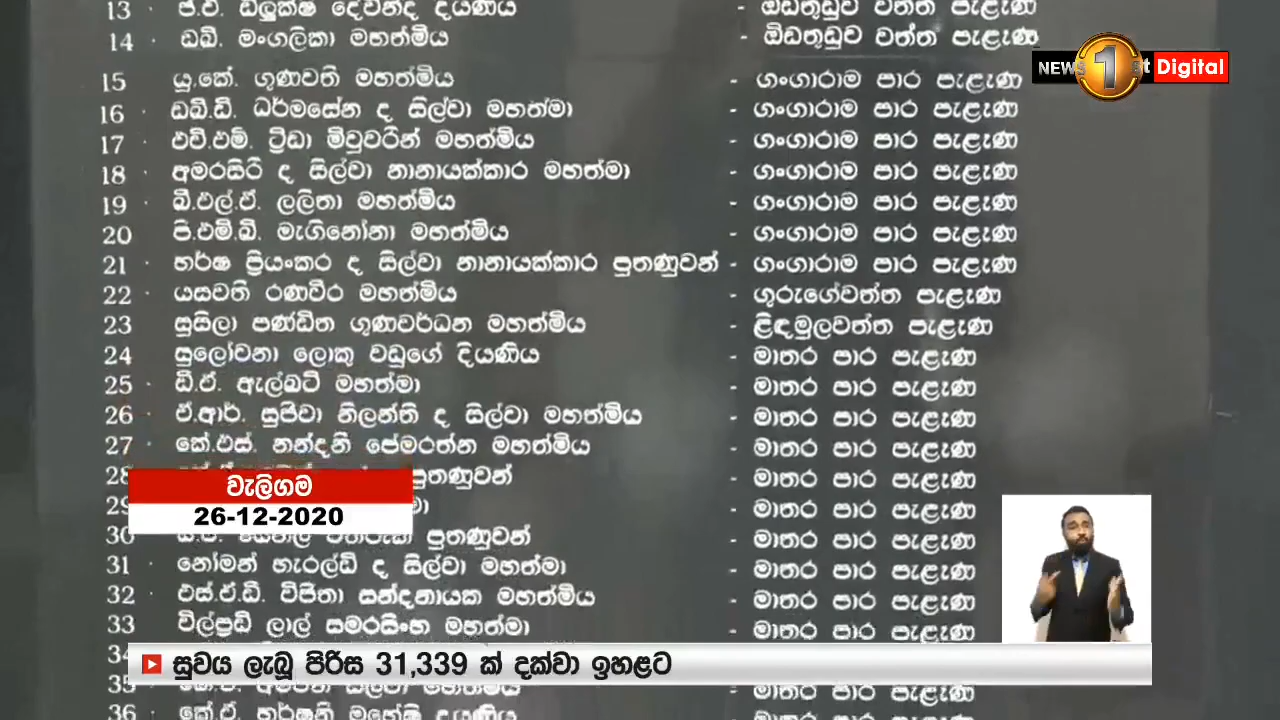 13 · ජී.ඒ. ඩිලුක්ෂ දේවින්ද දියණිය - ඔඩතුඩුව වත්ත පැළෑණ
14 · ඩබ්. මංගලිකා මහත්මිය - ඔිඩතුඩුව වත්ත පැළෑණ
NEWS 1st Digital
15 යූ.කේ. ගුණවතී මහත්මිය - ගංගාරාම පාර පැළෑණ
16 · ඩබ්.ඩී. ධර්මසේන ද සිල්වා මහත්මා - ගංගාරාම පාර පැළෑණ
17 · එච්.එම්. ට්‍රිඩා මිවුවරින් මහත්මිය - ගංගාරාම පාර පැළෑණ
18 · අමරසිරි ද සිල්වා නානායක්කාර මහත්මා - ගංගාරාම පාර පැළෑණ
19 · බී.එල්.ඒ. ලලිතා මහත්මිය - ගංගාරාම පාර පැළෑණ
20 · පී.එම්.බී. මැගිනෝනා මහත්මිය - ගංගාරාම පාර පැළෑණ
21 · හර්ෂ ප්‍රියංකර ද සිල්වා නානායක්කාර පුතණුවන් - ගංගාරාම පාර පැළෑණ
22 · යසවතී රණවීර මහත්මිය - ගුරුගේවත්ත පැළෑණ
23 සුසිලා පණ්ඩිත ගුණවර්ධන මහත්මිය - ළිඳමුලවත්ත පැළෑණ
24 සුලෝචනා ලොකු වඩුගේ දියණිය - මාතර පාර පැළෑණ
25 · ඩී.ඒ. ඇල්බට් මහත්මා - මාතර පාර පැළෑණ
26 · ඒ.ආර්. සුජීවා නිලන්ති ද සිල්වා මහත්මිය - මාතර පාර පැළෑණ
27 · කේ.එස්. නන්දනී ප්‍රේමරත්න මහත්මිය - මාතර පාර පැළෑණ
28 පුතණුවන් - මාතර පාර පැළෑණ
වැලිගම
29 - මාතර පාර පැළෑණ
26-12-2020
30 පුතණුවන් - මාතර පාර පැළෑණ
31 · නෝමන් හැරල්ඩ් ද සිල්වා මහත්මා - මාතර පාර පැළෑණ
32 · එස්.ඒ.ඩී. විජිතා සන්දනායක මහත්මිය - මාතර පාර පැළෑණ
33 විල්ප්‍රඩ් ලාල් සමරසිංහ මහත්මා - මාතර පාර පැළෑණ
34
සුවය ලැබූ පිරිස 31,339 ක් දක්වා ඉහළට
35 - මාතර පාර පැළෑණ
36 කේ.ඒ. හර්ෂනි මහේෂි දියණිය